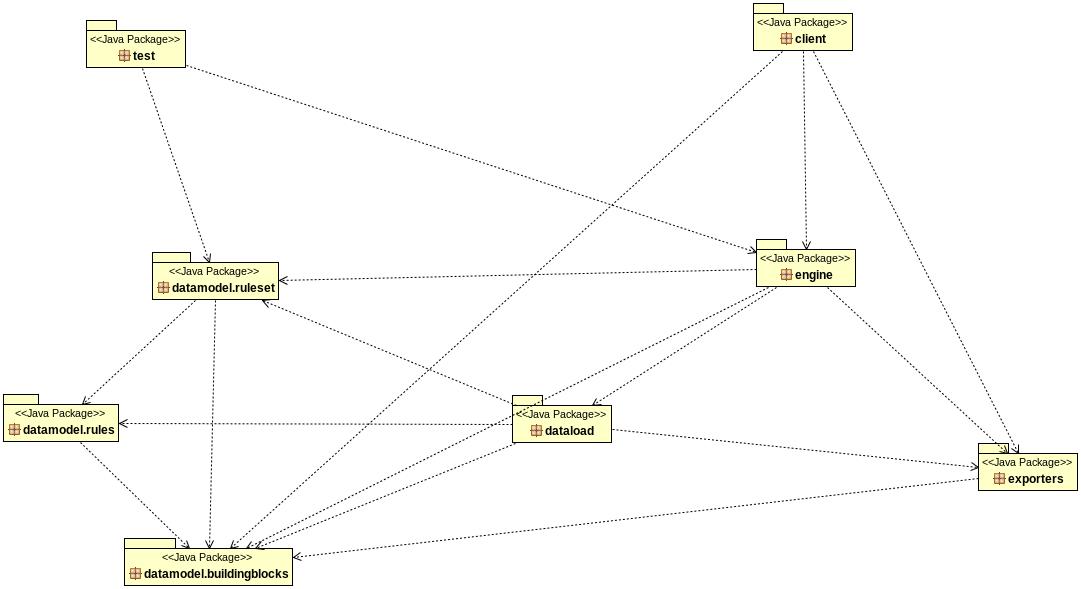 <<Java Package>>
client
<<Java Package>>
test
<<Java Package>>
engine
<<Java Package>>
datamodel.ruleset
<<Java Package>>
datamodel.rules
<<Java Package>>
dataload
<<Java Package>>
exporters
<<Java Package>>
datamodel.buildingblocks